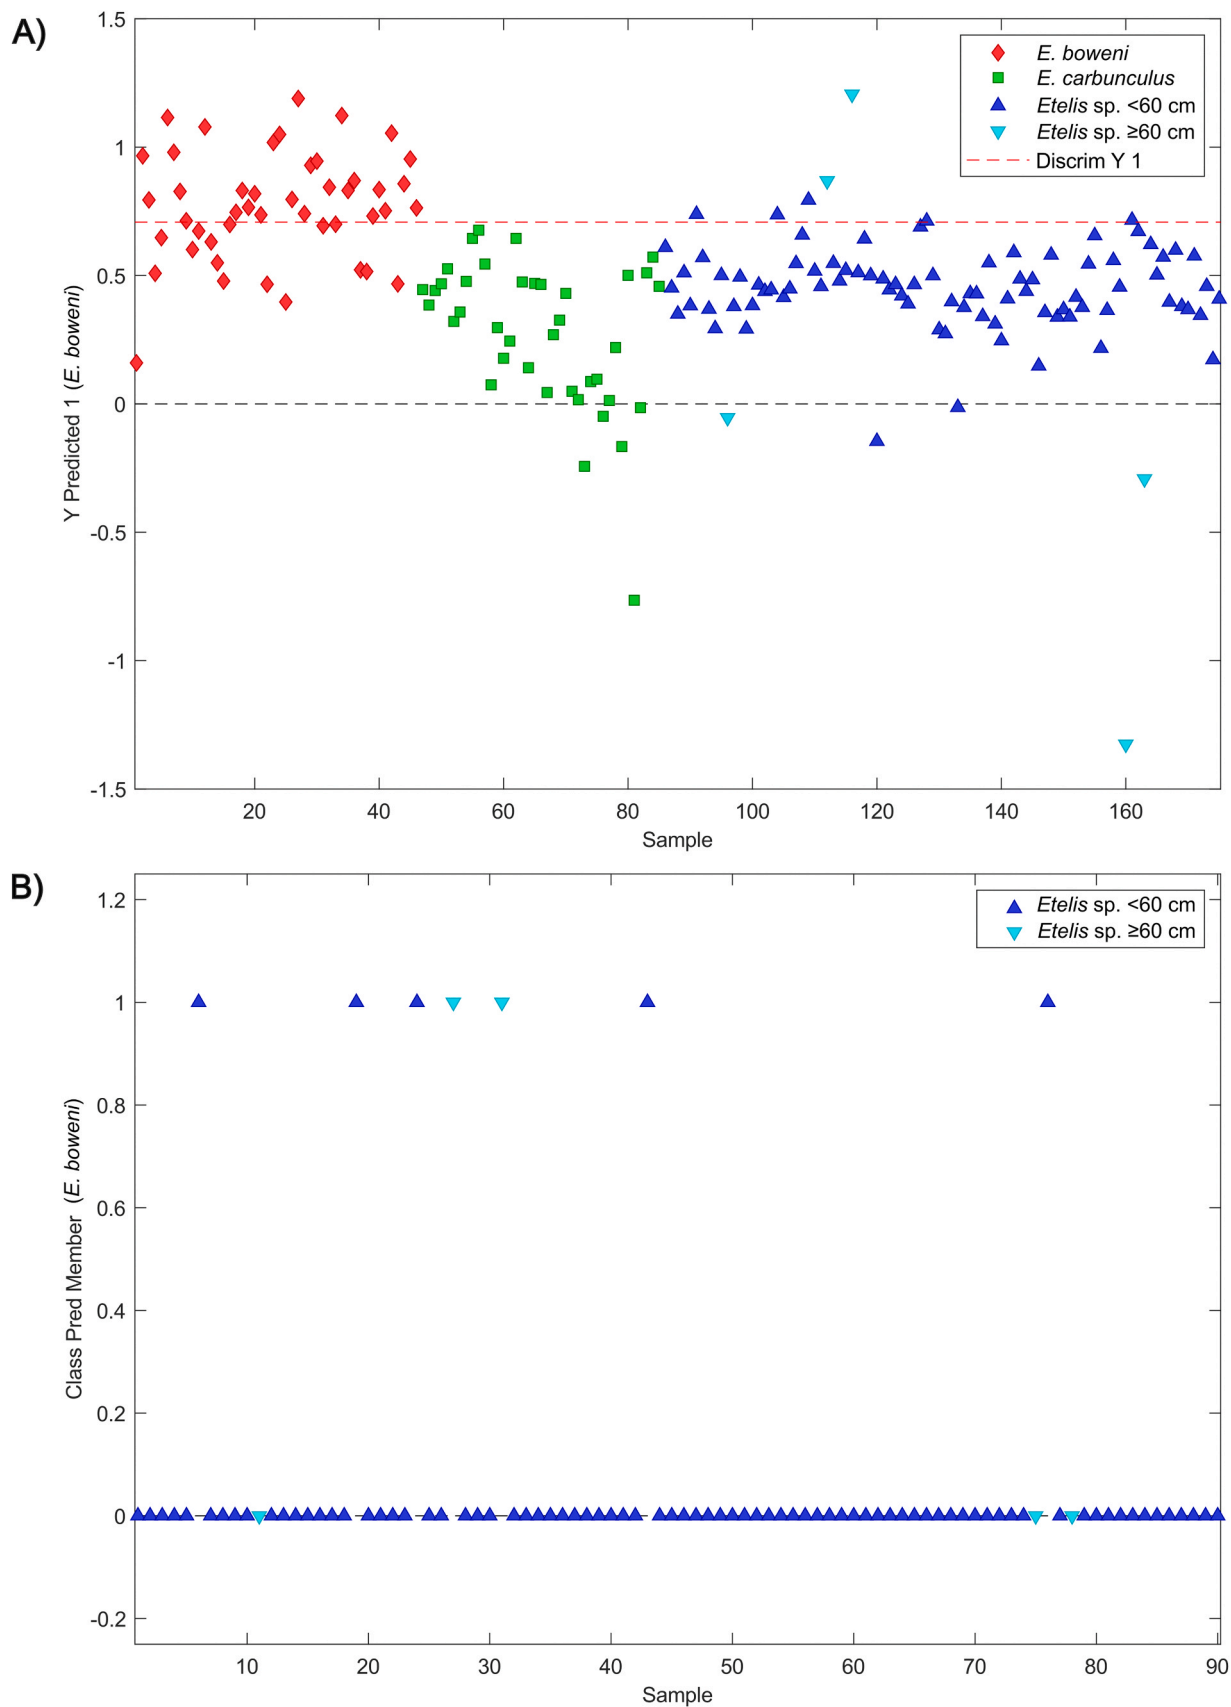 A)
1.5
1
0.5
0
-0.5
-1
-1.5
Y Predicted 1 (E. boweni)
E. boweni
E. carbunculus
Etelis sp. <60 cm
Etelis sp. ≥60 cm
Discrim Y 1
20 40 60 80 100 120 140 160
Sample
B)
1.2
1
0.8
0.6
0.4
0.2
0
-0.2
Class Pred Member (E. boweni)
Etelis sp. <60 cm
Etelis sp. ≥60 cm
10 20 30 40 50 60 70 80 90
Sample